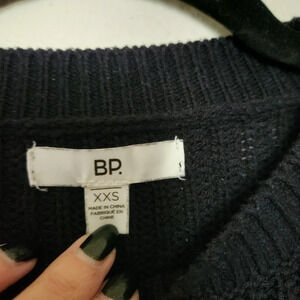 BP.
XXS
MADE IN CHINA
FABRIQUÉ EN
CHINE